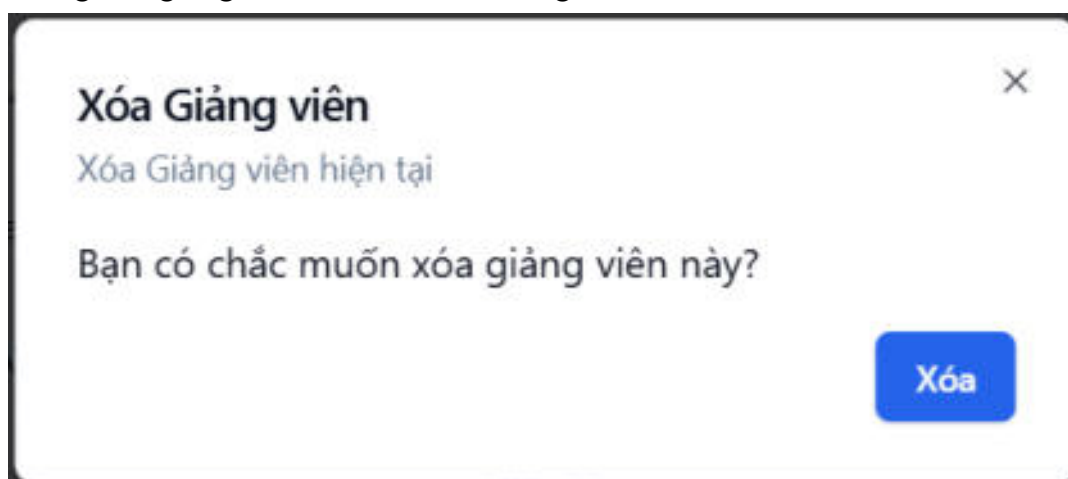 Xóa Giảng viên
Xóa Giảng viên hiện tại
Bạn có chắc muốn xóa giảng viên này?
Xóa